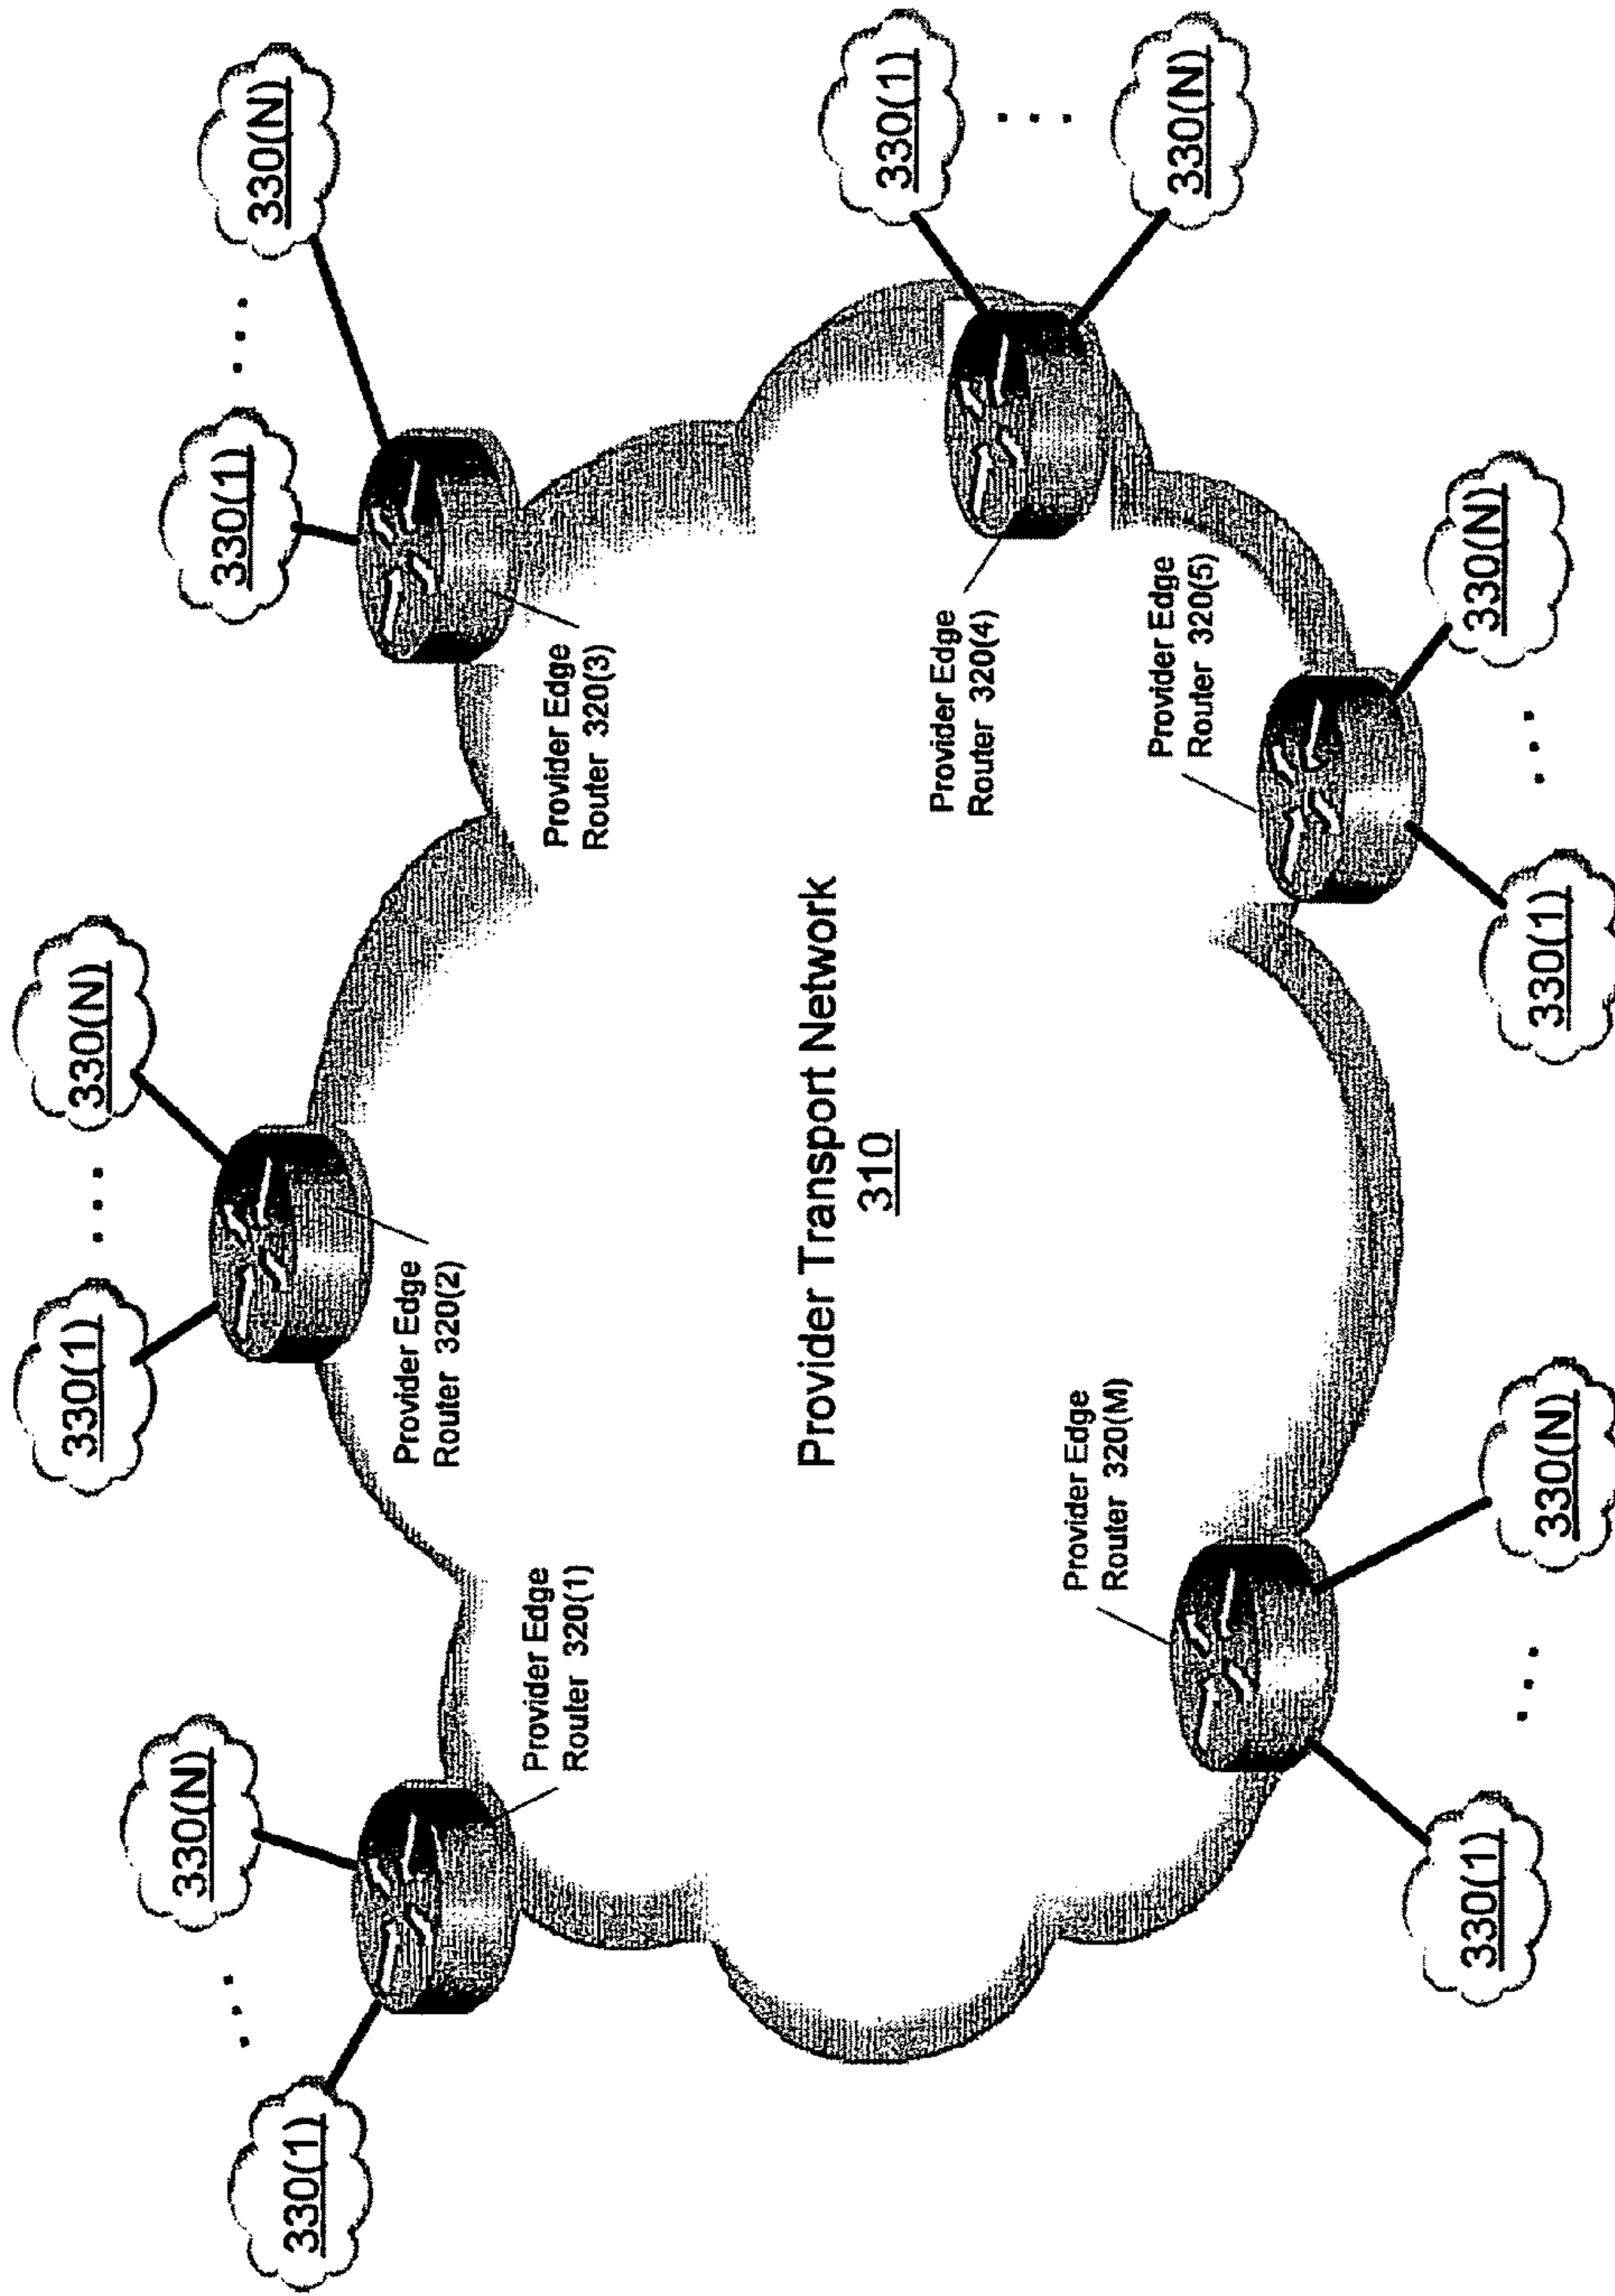 330(1)
330(N)
330(N)
330(1)
330(N)
330(1)
Provider Edge
Router 320(2)
Provider Edge
Router 320(1)
Provider Edge
Router 320(3)
Provider Transport Network
310
330(1)
Provider Edge
Router 320(4)
Provider Edge
Router 320(M)
Provider Edge
Router 320(5)
330(N)
330(1)
330(N)
330(1)
330(N)